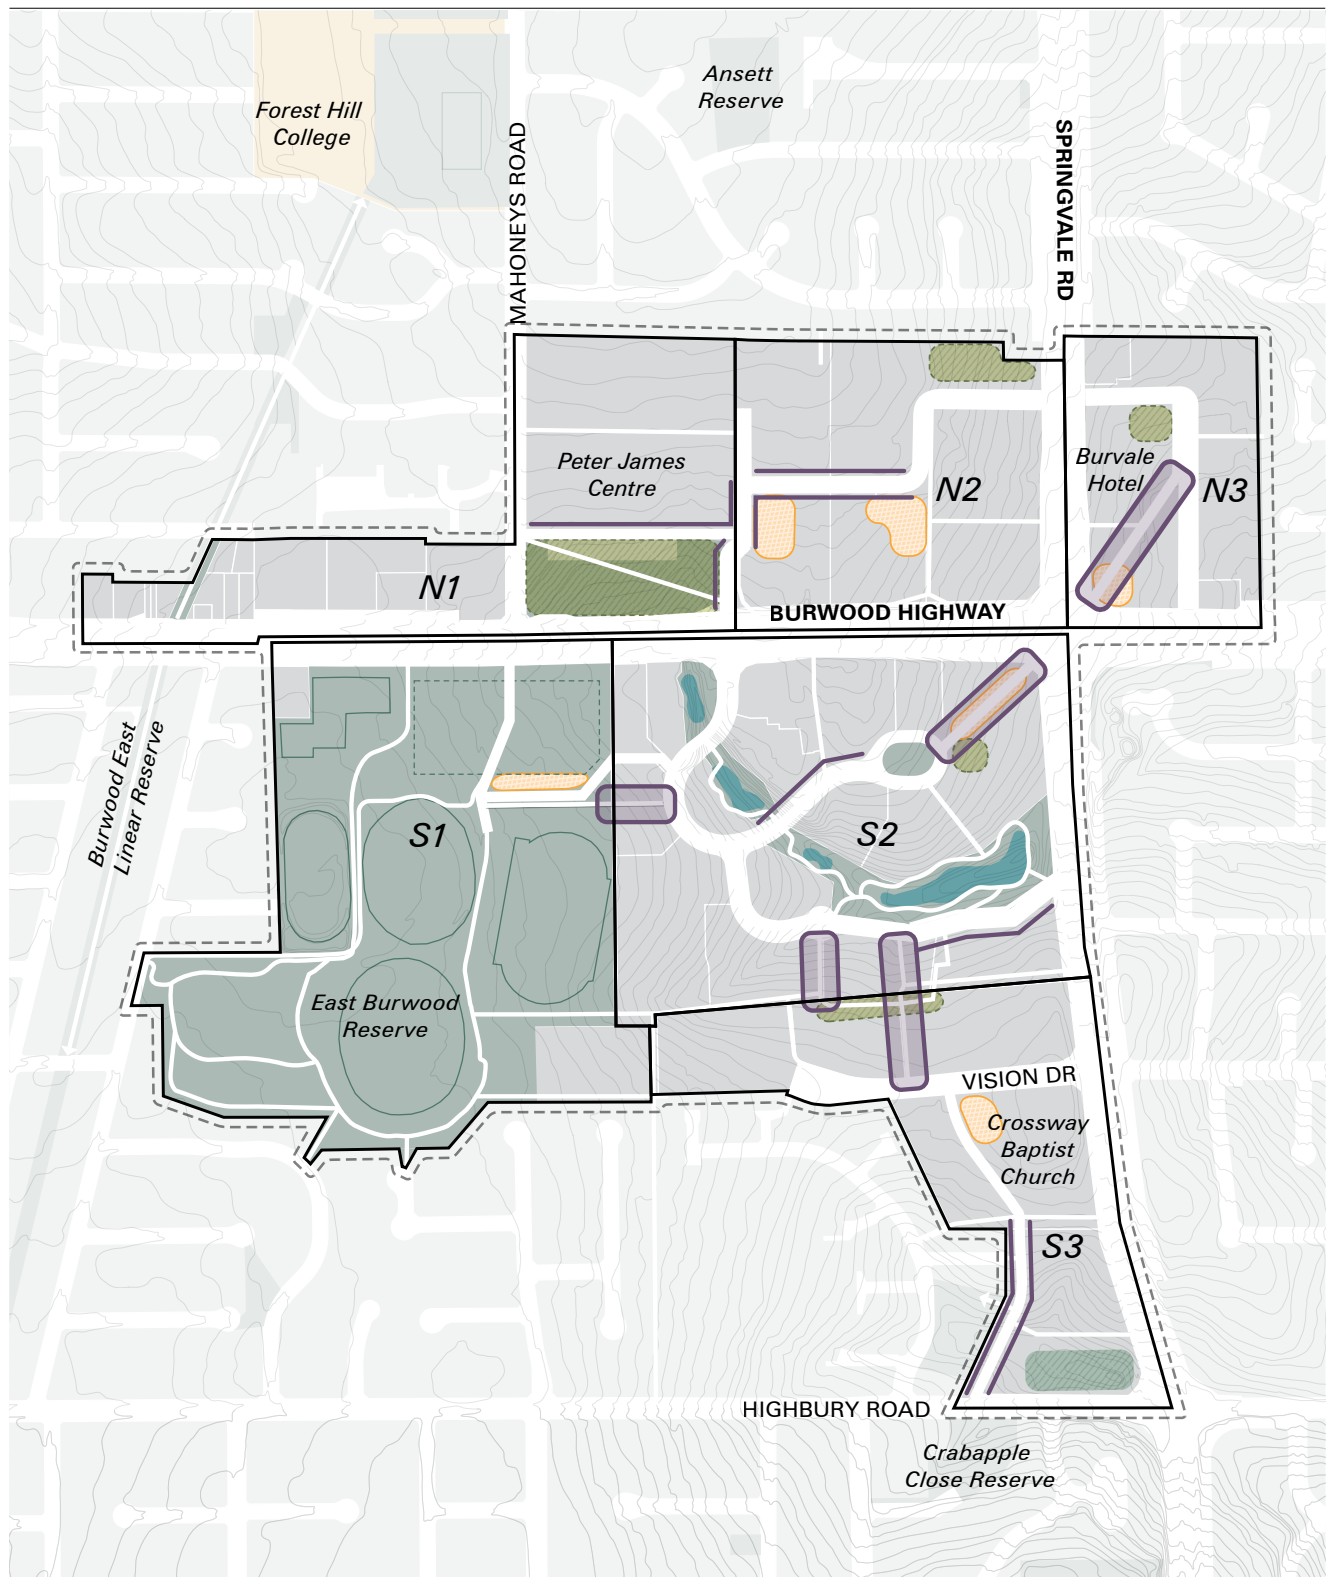 Ansett
Reserve
Forest Hill
College
MAHONEYS ROAD
SPRINGVALE RD
Peter James
Centre
Burvale
Hotel
N2
N3
N1
BURWOOD HIGHWAY
Burwood East
Linear Reserve
S1
S2
East Burwood
Reserve
VISION DR
Crossway
Baptist
Church
S3
HIGHBURY ROAD
Crabapple
Close Reserve